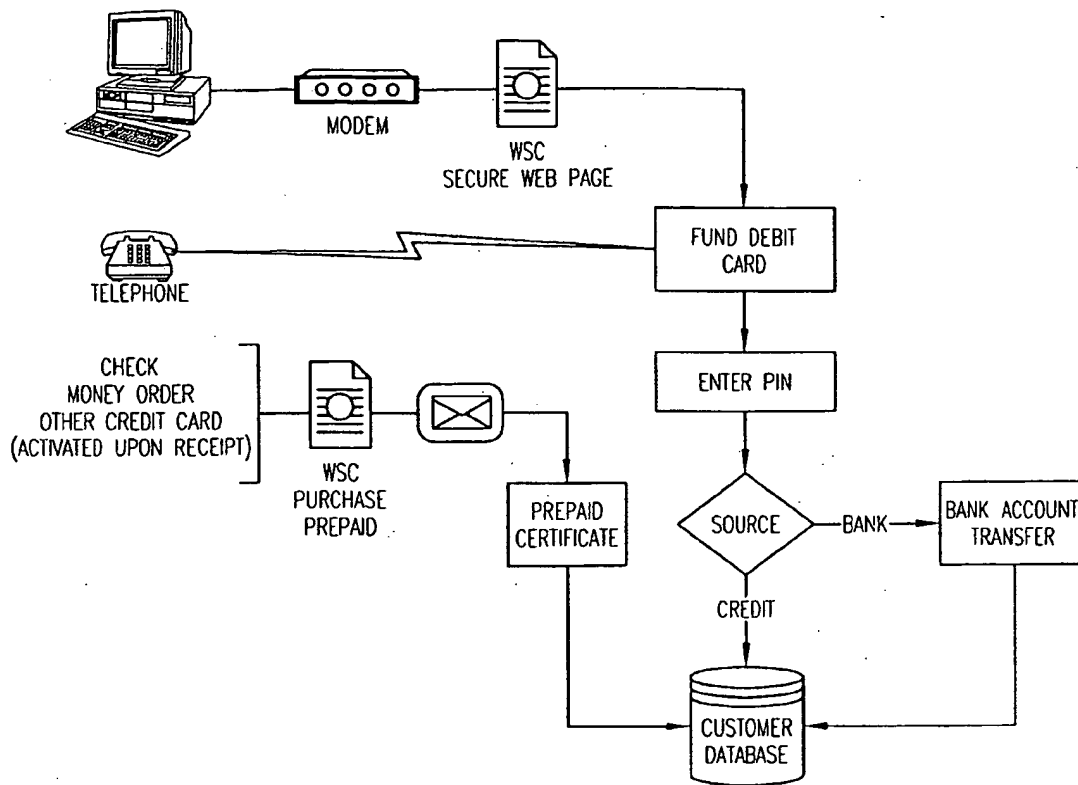 MODEM
WSC
SECURE WEB PAGE
FUND DEBIT
CARD
TELEPHONE
CHECK
MONEY ORDER
OTHER CREDIT CARD
(ACTIVATED UPON RECEIPT)
WSC
PURCHASE
PREPAID
ENTER PIN
PREPAID
CERTIFICATE
SOURCE
BANK
BANK ACCOUNT
TRANSFER
CREDIT
CUSTOMER
DATABASE